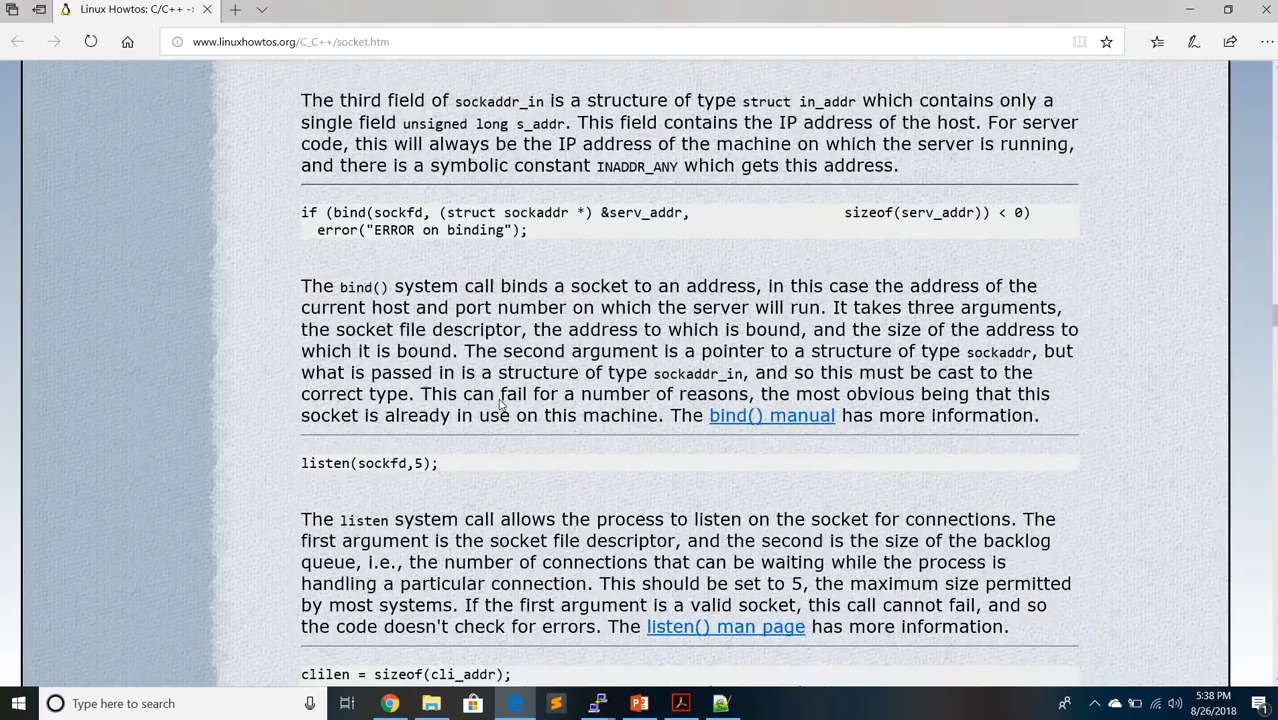 Linux Howtos: C/C++ ->
www.linuxhowtos.org/C_C++/socket.htm
The third field of sockaddr_in is a structure of type struct in_addr which contains only a
single field unsigned long s_addr. This field contains the IP address of the host. For server
code, this will always be the IP address of the machine on which the server is running,
and there is a symbolic constant INADDR_ANY which gets this address.
if (bind(sockfd, (struct sockaddr *) &serv_addr, sizeof(serv_addr)) < 0)
error("ERROR on binding");
The bind() system call binds a socket to an address, in this case the address of the
current host and port number on which the server will run. It takes three arguments,
the socket file descriptor, the address to which is bound, and the size of the address to
which it is bound. The second argument is a pointer to a structure of type sockaddr, but
what is passed in is a structure of type sockaddr_in, and so this must be cast to the
correct type. This can fail for a number of reasons, the most obvious being that this
socket is already in use on this machine. The bind() manual has more information.
listen(sockfd,5);
The listen system call allows the process to listen on the socket for connections. The
first argument is the socket file descriptor, and the second is the size of the backlog
queue, i.e., the number of connections that can be waiting while the process is
handling a particular connection. This should be set to 5, the maximum size permitted
by most systems. If the first argument is a valid socket, this call cannot fail, and so
the code doesn't check for errors. The listen() man page has more information.
clilen = sizeof(cli_addr);
Type here to search
5:38 PM
8/26/2018